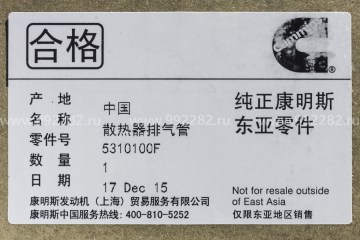 合格
产 地 中国
名 称 散热器排气管
零件号 5310100F
数 量 1
日 期 17 Dec 15
康明斯发动机（上海）贸易服务有限公司
康明斯中国服务热线: 400-810-5252
®
纯正康明斯
东亚零件
Not for resale outside
of East Asia
仅限东亚地区销售
www.992282.ru